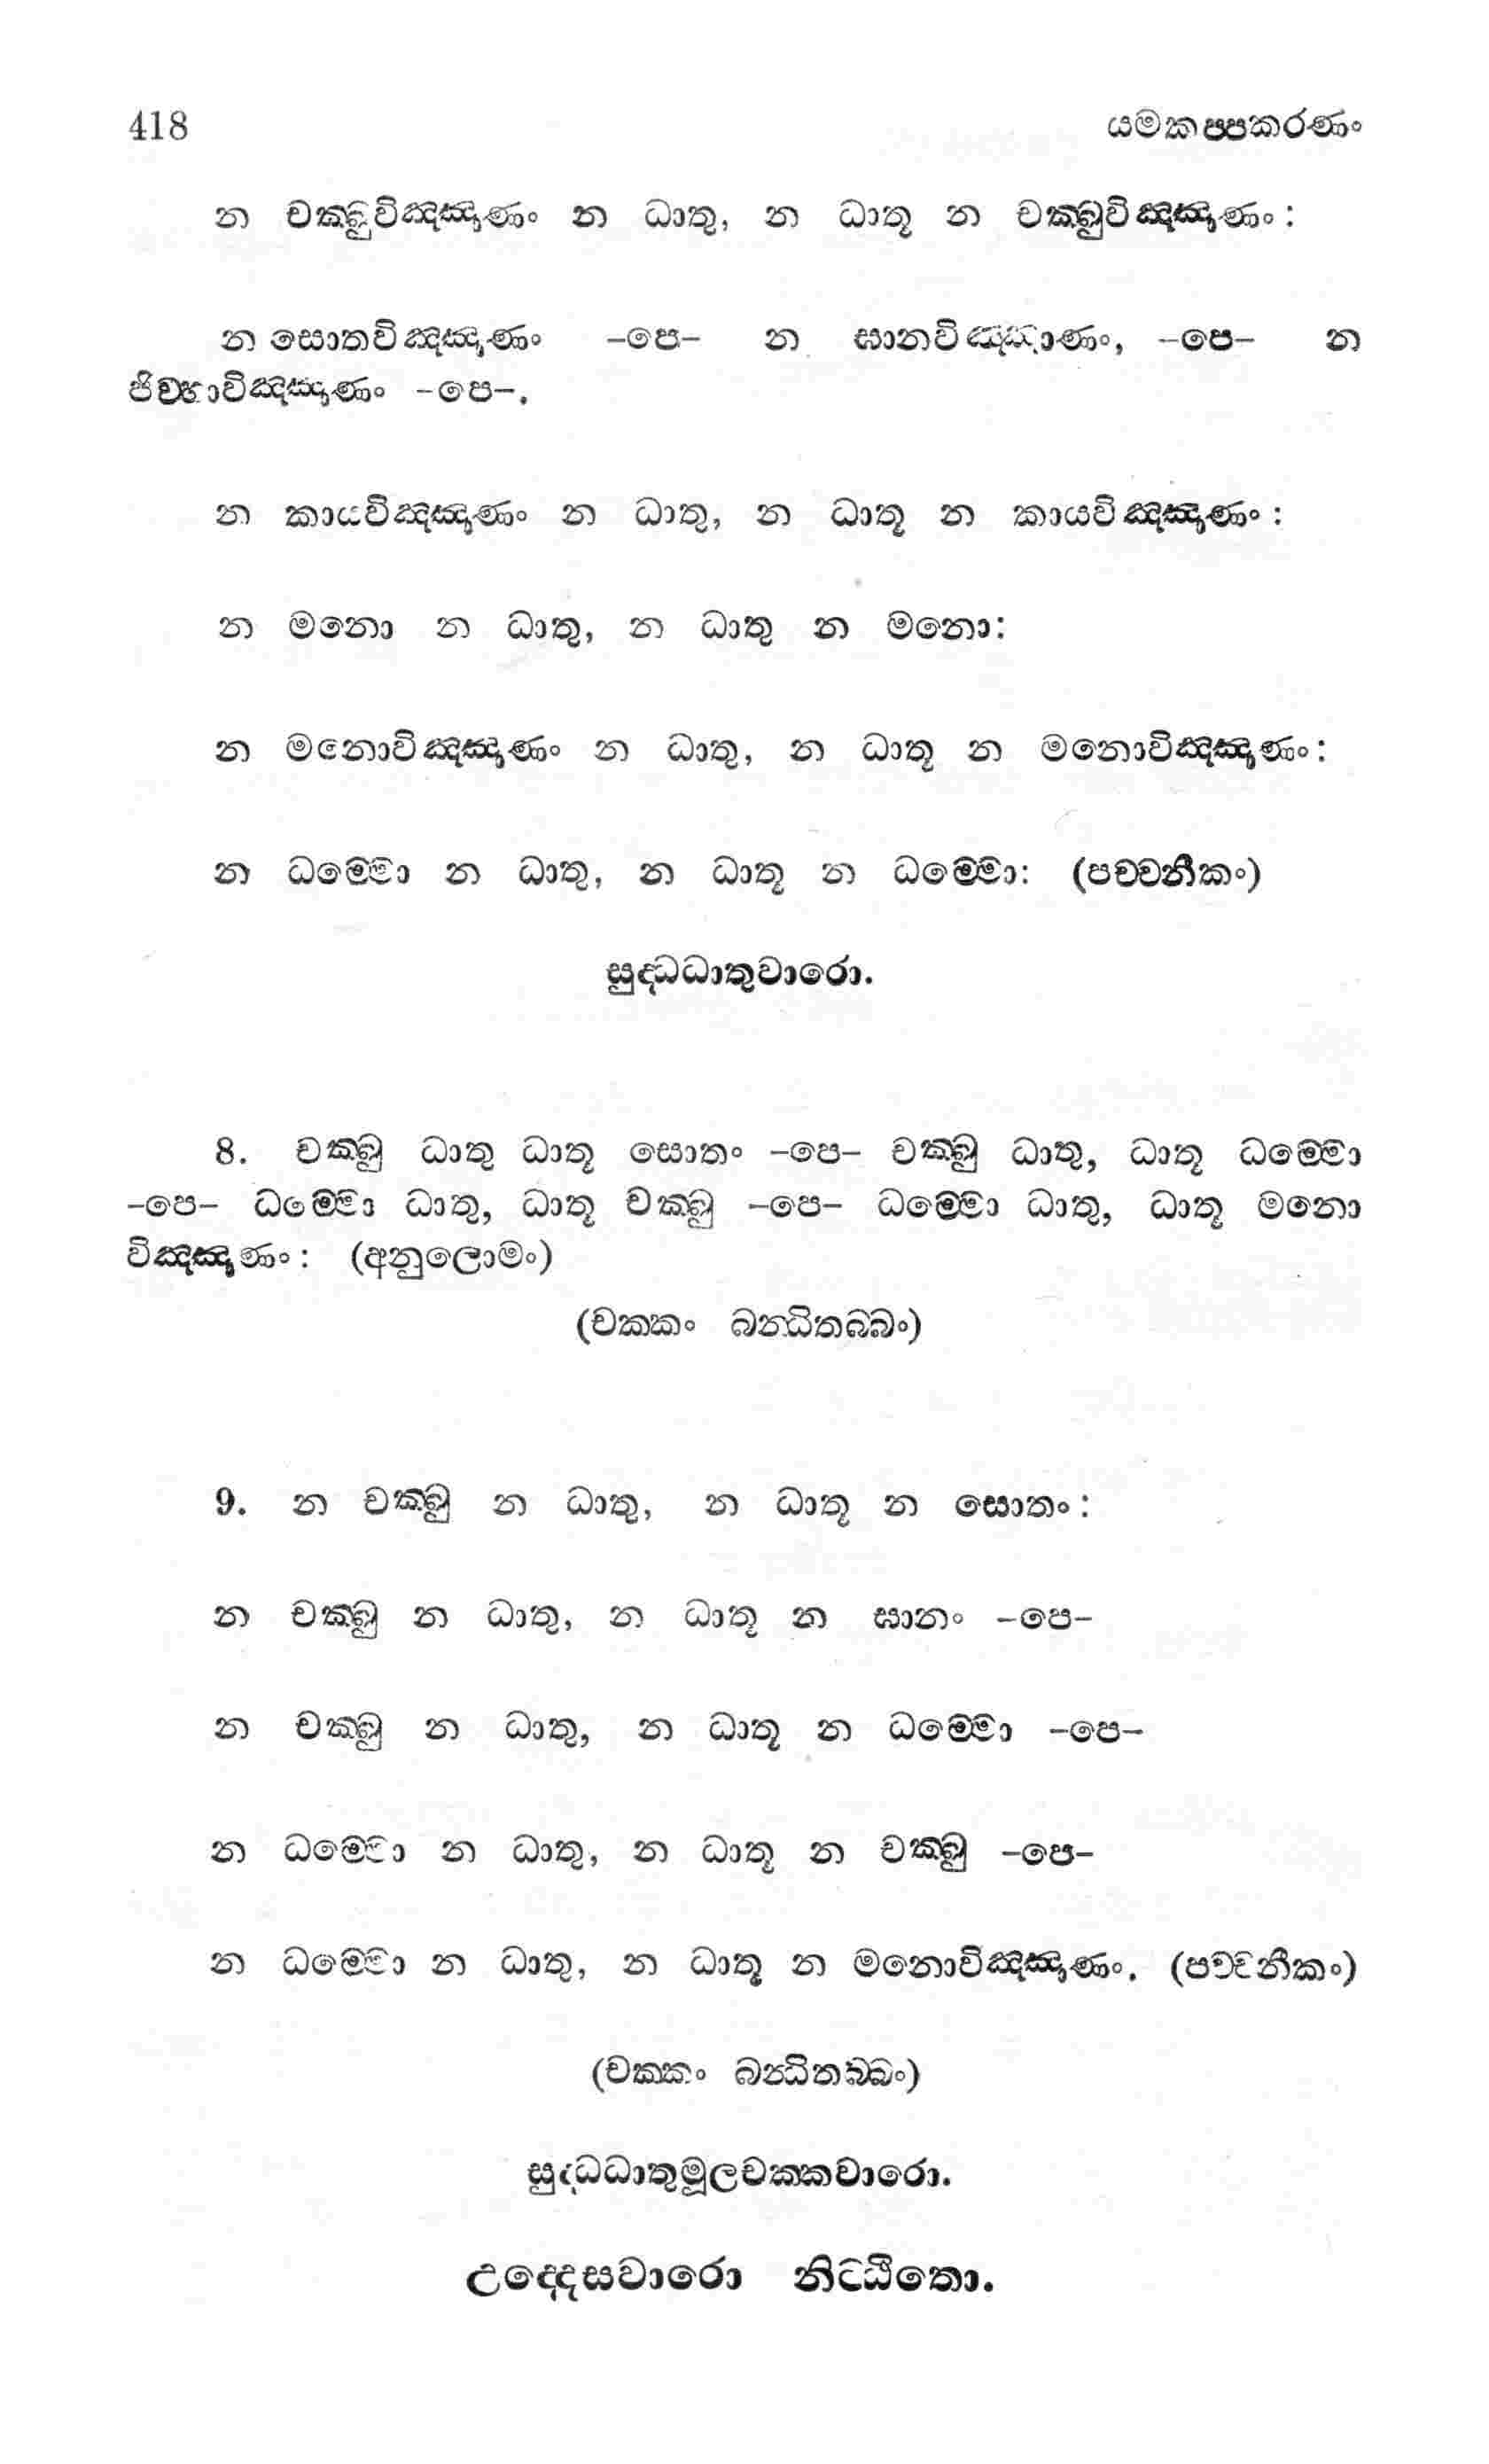 418 යමකප්පකරණං
න චක්ඛුවිඤ්ඤාණං න ධාතු, න ධාතූ න චක්ඛුවිඤ්ඤාණං:
න සොතවිඤ්ඤාණං -පෙ- න ඝානවිඤ්ඤාණං, -පෙ- න
ජිව්හාවිඤ්ඤාණං -පෙ-.
න කායවිඤ්ඤාණං න ධාතු, න ධාතූ න කායවිඤ්ඤාණං:
න මනො න ධාතු, න ධාතු න මනො:
න මනොවිඤ්ඤාණං න ධාතු, න ධාතූ න මනොවිඤ්ඤාණං:
න ධම්මො න ධාතු, න ධාතූ න ධම්මො: (පච්චනීකං)
සුද්ධධාතුවාරො.
8. චක්ඛු ධාතු ධාතූ සොතං -පෙ- චක්ඛු ධාතු, ධාතූ ධම්මො
-පෙ- ධම්මො ධාතු, ධාතූ චක්ඛු -පෙ- ධම්මො ධාතු, ධාතූ මනො
විඤ්ඤාණං: (අනුලොමං)
(චක්කං බන්ධිතබ්බං)
9. න චක්ඛු න ධාතු, න ධාතූ න සොතං:
න චක්ඛු න ධාතු, න ධාතූ න ඝානං -පෙ-
න චක්ඛු න ධාතු, න ධාතූ න ධම්මො -පෙ-
න ධම්මො න ධාතු, න ධාතූ න චක්ඛු -පෙ-
න ධම්මො න ධාතු, න ධාතූ න මනොවිඤ්ඤාණං. (පච්චනීකං)
(චක්කං බන්ධිතබ්බං)
සුද්ධධාතුමූලචක්කවාරො.
උද්දෙසවාරො නිට්ඨිතො.